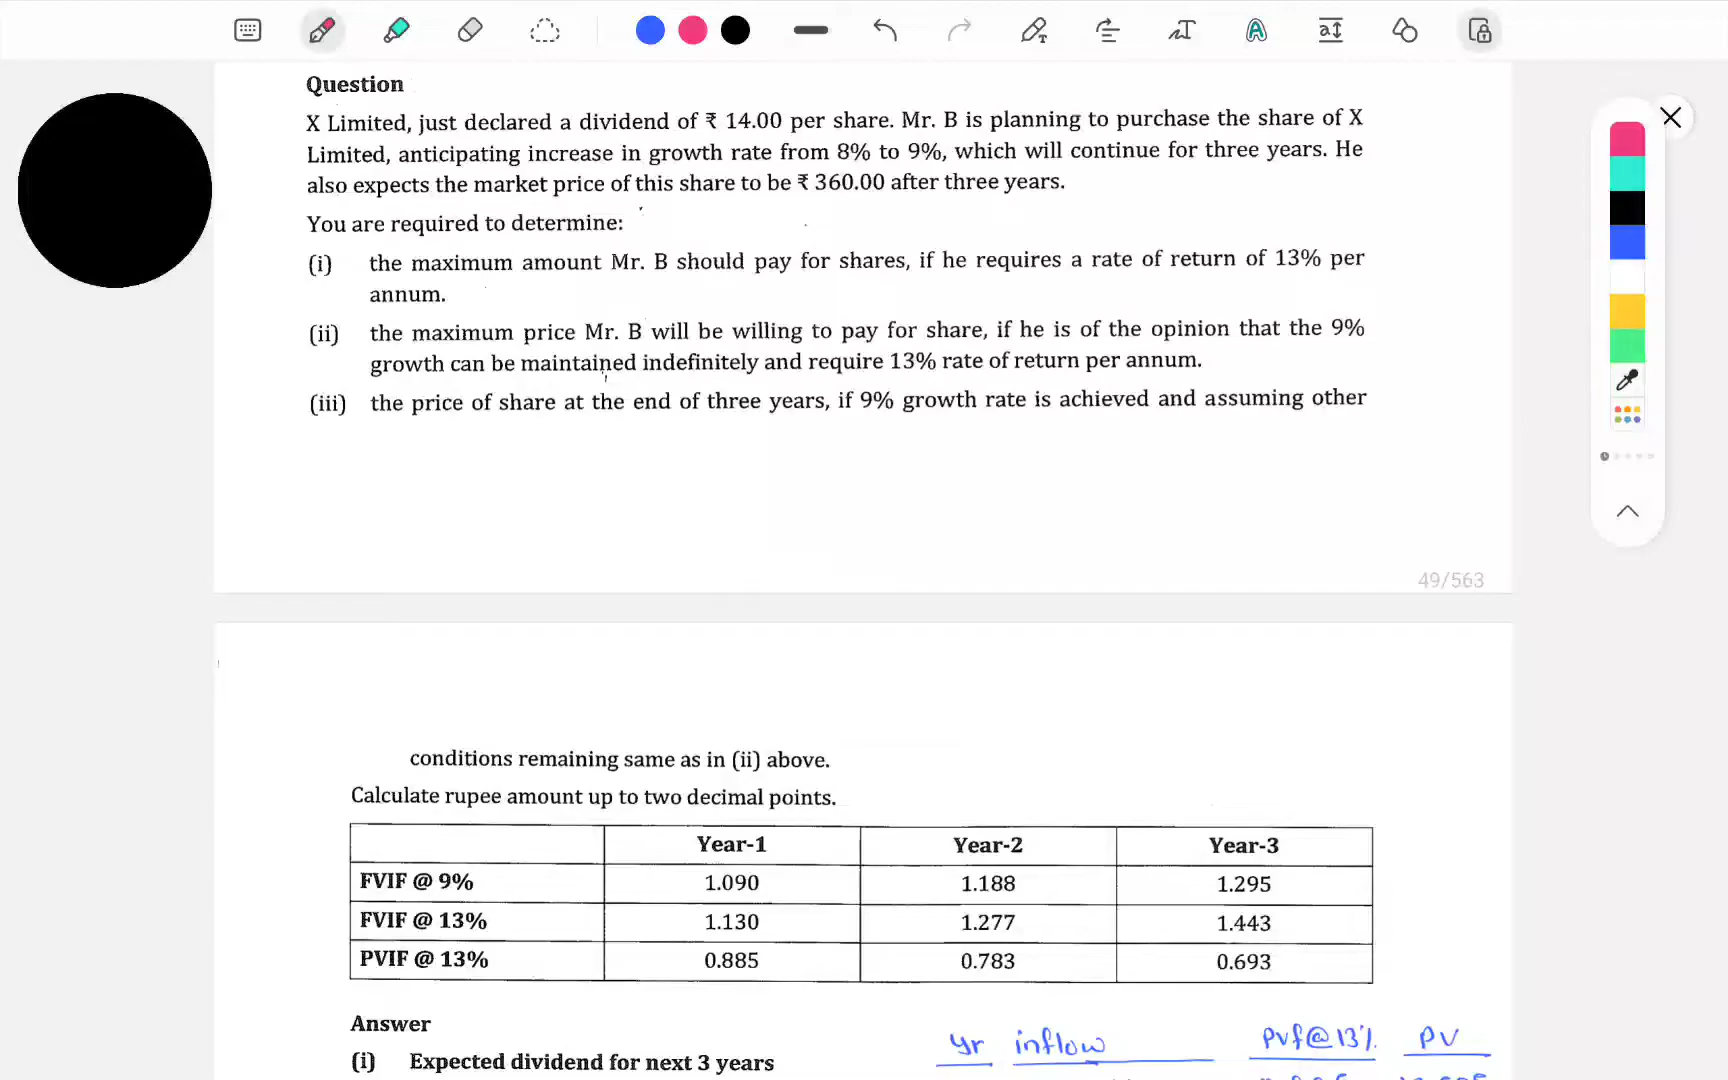 Question
X Limited, just declared a dividend of ₹ 14.00 per share. Mr. B is planning to purchase the share of X
Limited, anticipating increase in growth rate from 8% to 9%, which will continue for three years. He
also expects the market price of this share to be ₹ 360.00 after three years.
You are required to determine:
(i) the maximum amount Mr. B should pay for shares, if he requires a rate of return of 13% per
annum.
(ii) the maximum price Mr. B will be willing to pay for share, if he is of the opinion that the 9%
growth can be maintained indefinitely and require 13% rate of return per annum.
(iii) the price of share at the end of three years, if 9% growth rate is achieved and assuming other
49/563
conditions remaining same as in (ii) above.
Calculate rupee amount up to two decimal points.
Year-1 Year-2 Year-3
FVIF @ 9% 1.090 1.188 1.295
FVIF @ 13% 1.130 1.277 1.443
PVIF @ 13% 0.885 0.783 0.693
Answer
yr inflow pvf@13% PV
(i) Expected dividend for next 3 years